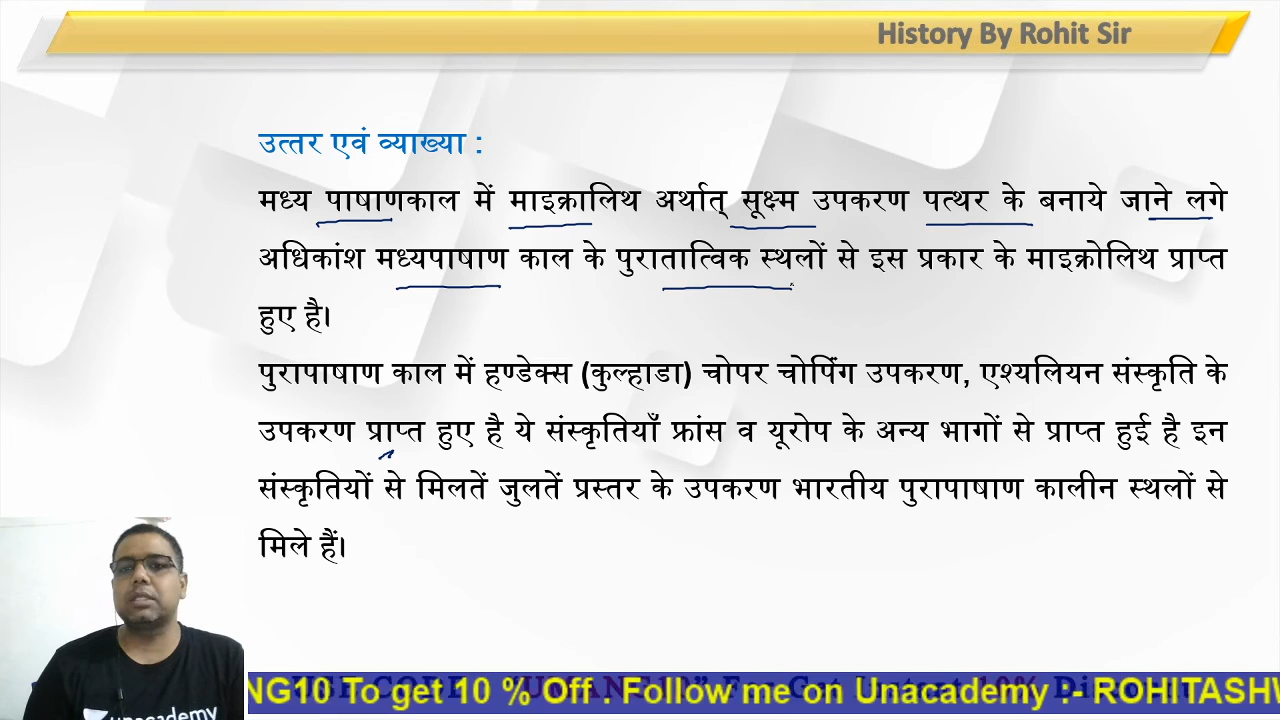 History By Rohit Sir
उत्तर एवं व्याख्या :
मध्य पाषाणकाल में माइक्रालिथ अर्थात् सूक्ष्म उपकरण पत्थर के बनाये जाने लगे
अधिकांश मध्यपाषाण काल के पुरातात्विक स्थलों से इस प्रकार के माइक्रोलिथ प्राप्त
हुए है।
पुरापाषाण काल में हण्डेक्स (कुल्हाडा) चोपर चोपिंग उपकरण, एश्यलियन संस्कृति के
उपकरण प्राप्त हुए है ये संस्कृतियाँ फ्रांस व यूरोप के अन्य भागों से प्राप्त हुई है इन
संस्कृतियों से मिलतें जुलतें प्रस्तर के उपकरण भारतीय पुरापाषाण कालीन स्थलों से
मिले हैं।
unacademy
NG10 To get 10 % Off . Follow me on Unacademy :- ROHITASHW